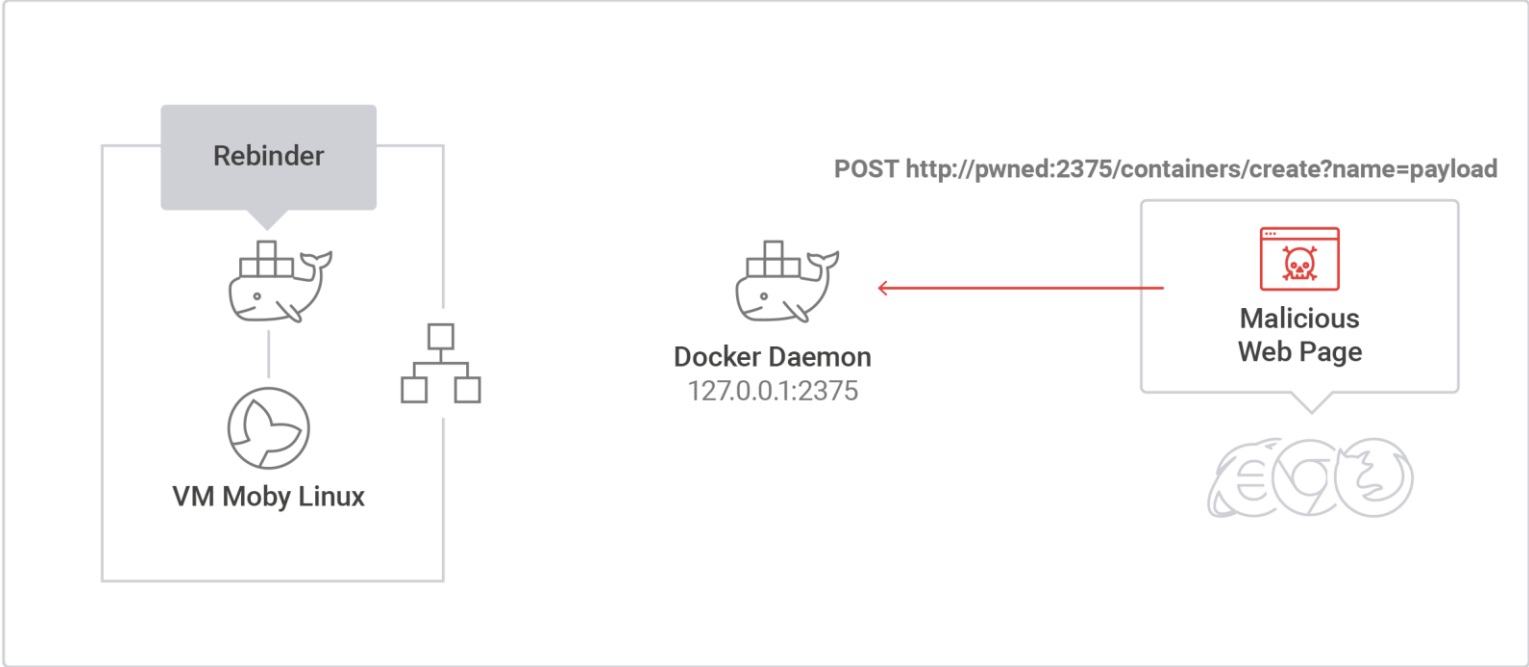 Rebinder
POST http://pwned:2375/containers/create?name=payload
Docker Daemon
127.0.0.1:2375
Malicious
Web Page
VM Moby Linux